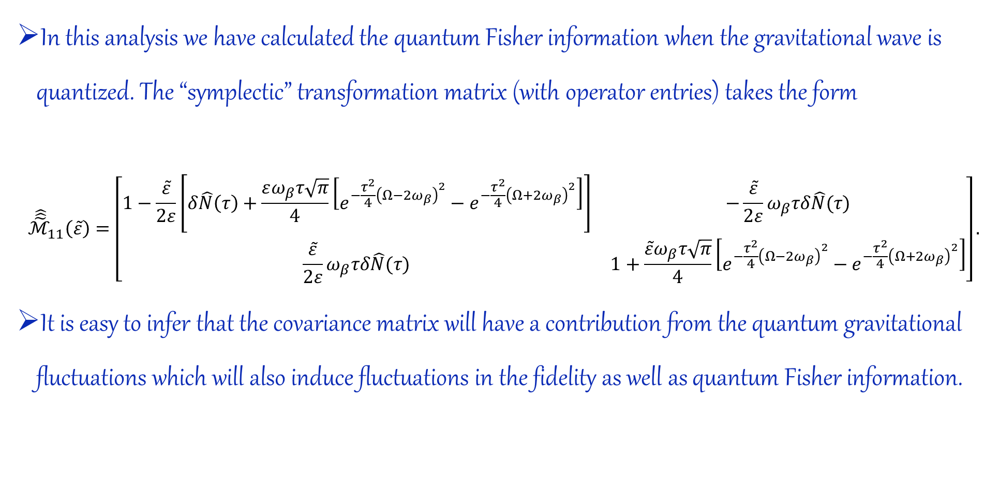 ➢In this analysis we have calculated the quantum Fisher information when the gravitational wave is
quantized. The “symplectic” transformation matrix (with operator entries) takes the form
$\hat{\hat{\tilde{\tilde{\mathcal{M}}}}}_{11}(\tilde{\varepsilon}) = \begin{bmatrix} 1 - \frac{\tilde{\varepsilon}}{2\varepsilon}\left[\delta\hat{N}(\tau) + \frac{\varepsilon\omega_\beta\tau\sqrt{\pi}}{4}\left[e^{-\frac{\tau^2}{4}(\Omega-2\omega_\beta)^2} - e^{-\frac{\tau^2}{4}(\Omega+2\omega_\beta)^2}\right]\right] & -\frac{\tilde{\varepsilon}}{2\varepsilon}\omega_\beta\tau\delta\hat{N}(\tau) \\ \frac{\tilde{\varepsilon}}{2\varepsilon}\omega_\beta\tau\delta\hat{N}(\tau) & 1 + \frac{\tilde{\varepsilon}\omega_\beta\tau\sqrt{\pi}}{4}\left[e^{-\frac{\tau^2}{4}(\Omega-2\omega_\beta)^2} - e^{-\frac{\tau^2}{4}(\Omega+2\omega_\beta)^2}\right] \end{bmatrix}.$
➢It is easy to infer that the covariance matrix will have a contribution from the quantum gravitational
fluctuations which will also induce fluctuations in the fidelity as well as quantum Fisher information.